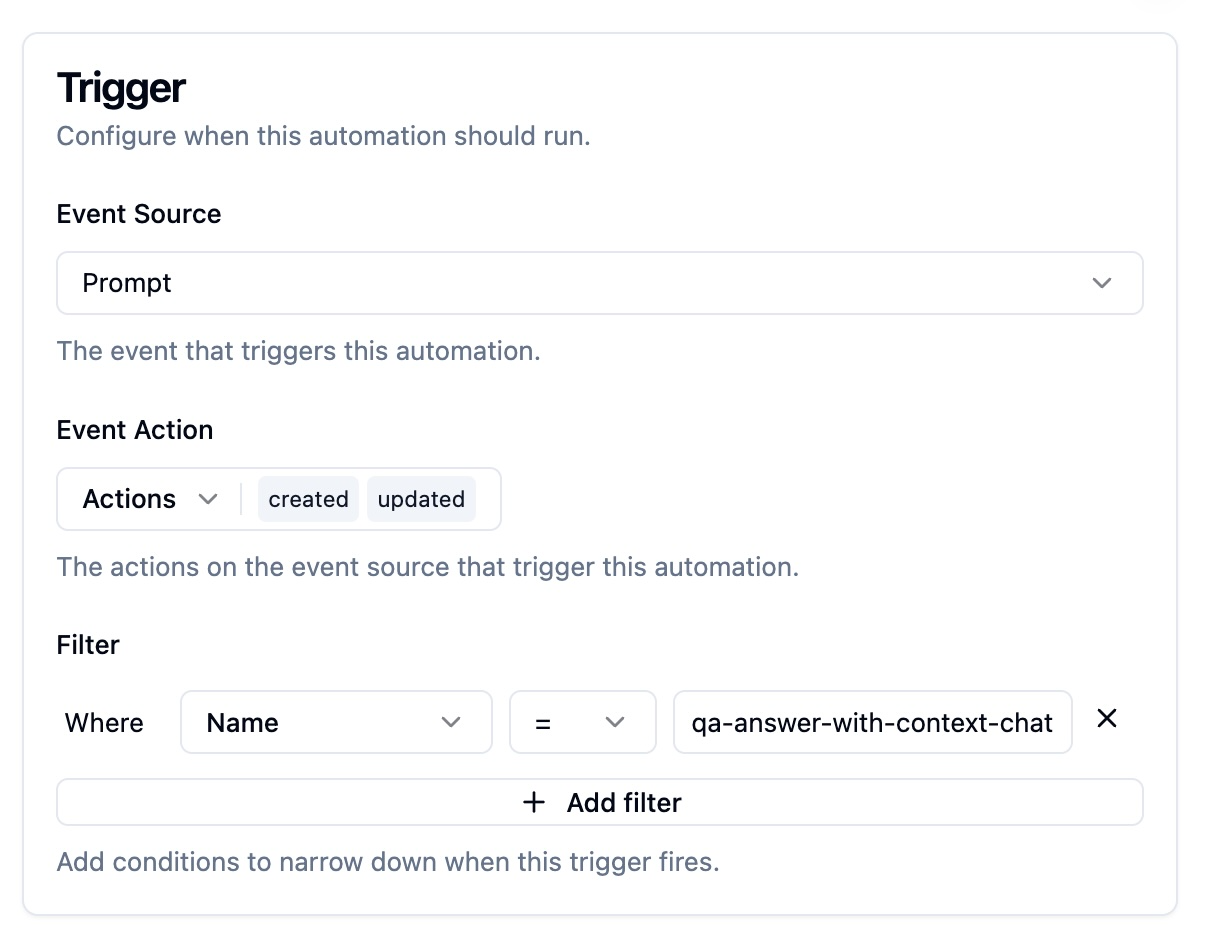 Trigger
Configure when this automation should run.
Event Source
Prompt
The event that triggers this automation.
Event Action
Actions created updated
The actions on the event source that trigger this automation.
Filter
Where Name = qa-answer-with-context-chat
Add filter
Add conditions to narrow down when this trigger fires.